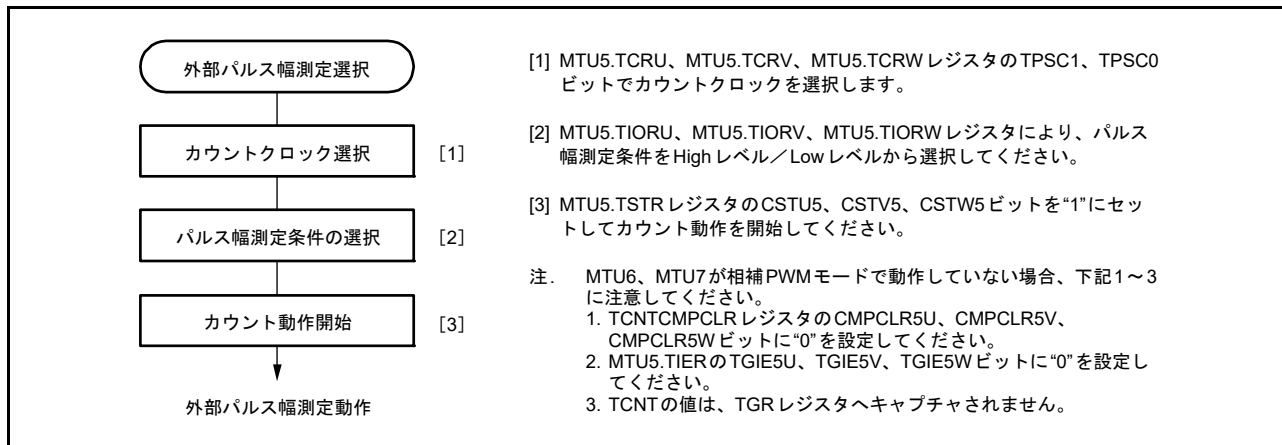 外部パルス幅測定選択
カウントクロック選択 [1]
パルス幅測定条件の選択 [2]
カウント動作開始 [3]
外部パルス幅測定動作
[1] MTU5.TCRU、MTU5.TCRV、MTU5.TCRWレジスタのTPSC1、TPSC0
ビットでカウントクロックを選択します。
[2] MTU5.TIORU、MTU5.TIORV、MTU5.TIORWレジスタにより、パルス
幅測定条件をHighレベル／Lowレベルから選択してください。
[3] MTU5.TSTRレジスタのCSTU5、CSTV5、CSTW5ビットを“1”にセッ
トしてカウント動作を開始してください。
注. MTU6、MTU7が相補PWMモードで動作していない場合、下記1～3
に注意してください。
1. TCNTCMPCLRレジスタのCMPCLR5U、CMPCLR5V、
CMPCLR5Wビットに“0”を設定してください。
2. MTU5.TIERのTGIE5U、TGIE5V、TGIE5Wビットに“0”を設定し
てください。
3. TCNTの値は、TGRレジスタへキャプチャされません。